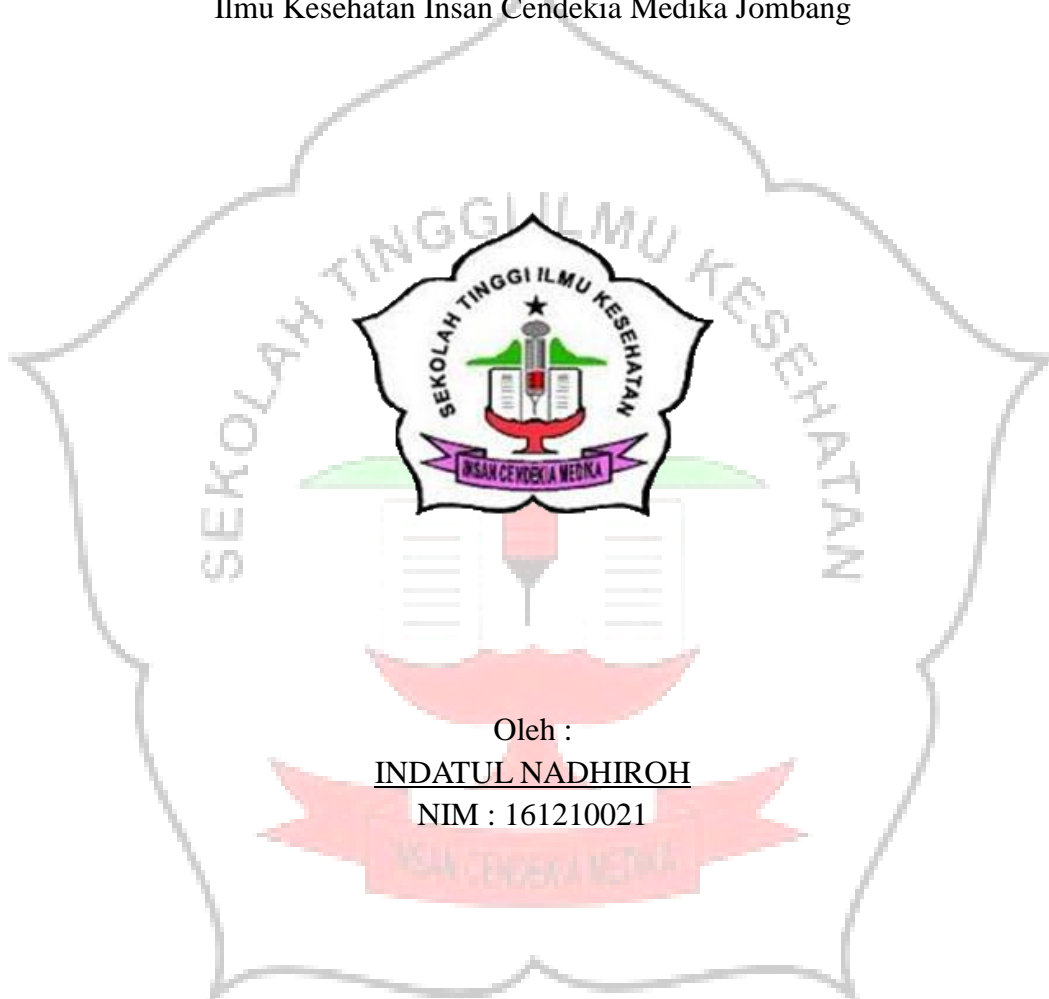 Ilmu Kesehatan Insan Cendekia Medika Jombang
SEKOLAH TINGGI ILMU KESEHATAN
SEKOLAH TINGGI ILMU KESEHATAN
INSAN CENDEKIA MEDIKA
Oleh :
INDATUL NADHIROH
NIM : 161210021
INSAN CENDEKIA MEDIKA